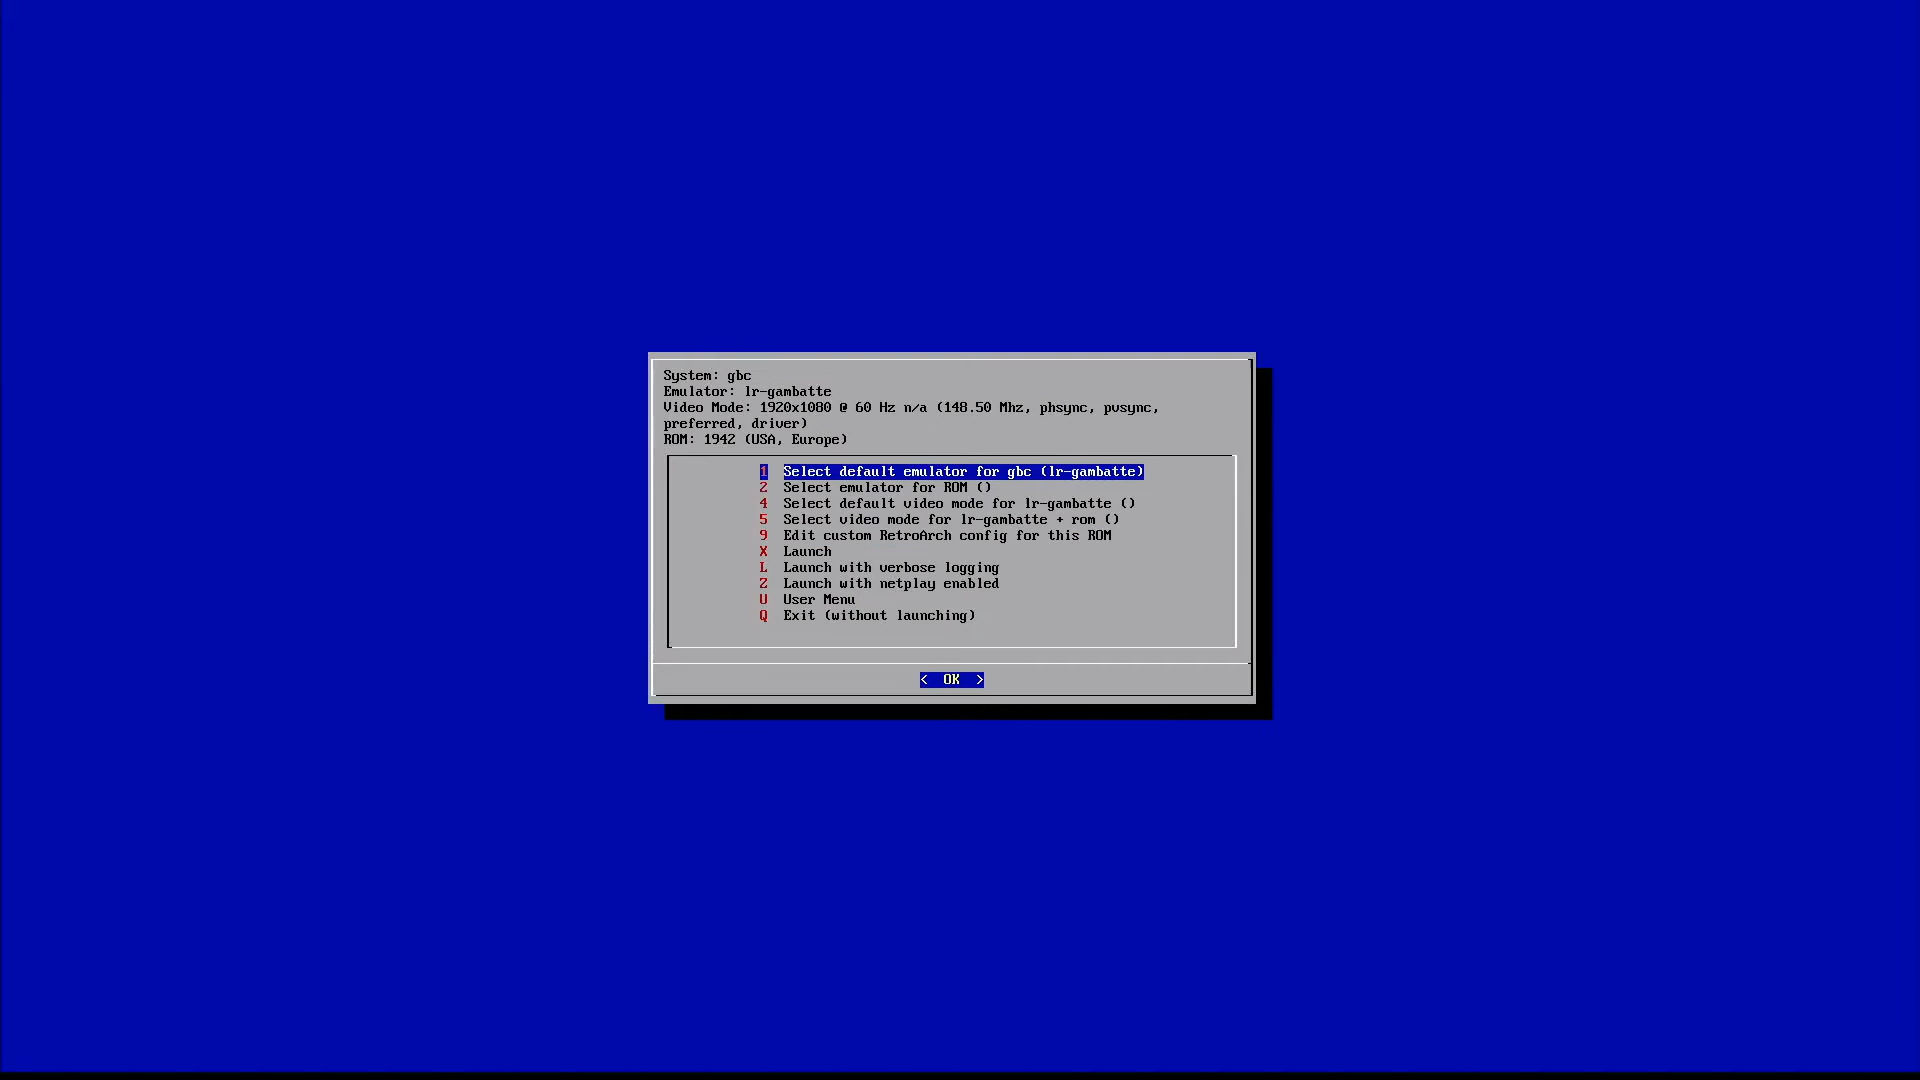 System: gbc
Emulator: lr-gambatte
Video Mode: 1920x1080 @ 60 Hz n/a (148.50 Mhz, phsync, pvsync,
preferred, driver)
ROM: 1942 (USA, Europe)
1 Select default emulator for gbc (lr-gambatte)
2 Select emulator for ROM ()
4 Select default video mode for lr-gambatte ()
5 Select video mode for lr-gambatte + rom ()
9 Edit custom RetroArch config for this ROM
X Launch
L Launch with verbose logging
Z Launch with netplay enabled
U User Menu
Q Exit (without launching)
< OK >